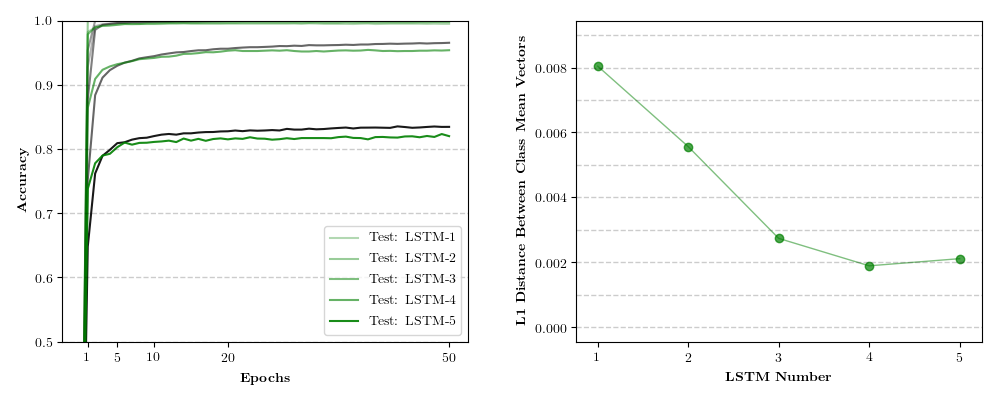 1.0
0.9
0.8
0.7
0.6
0.5
Accuracy
1 5 10 20 50
Epochs
Test: LSTM-1
Test: LSTM-2
Test: LSTM-3
Test: LSTM-4
Test: LSTM-5
0.008
0.006
0.004
0.002
0.000
L1 Distance Between Class Mean Vectors
1 2 3 4 5
LSTM Number